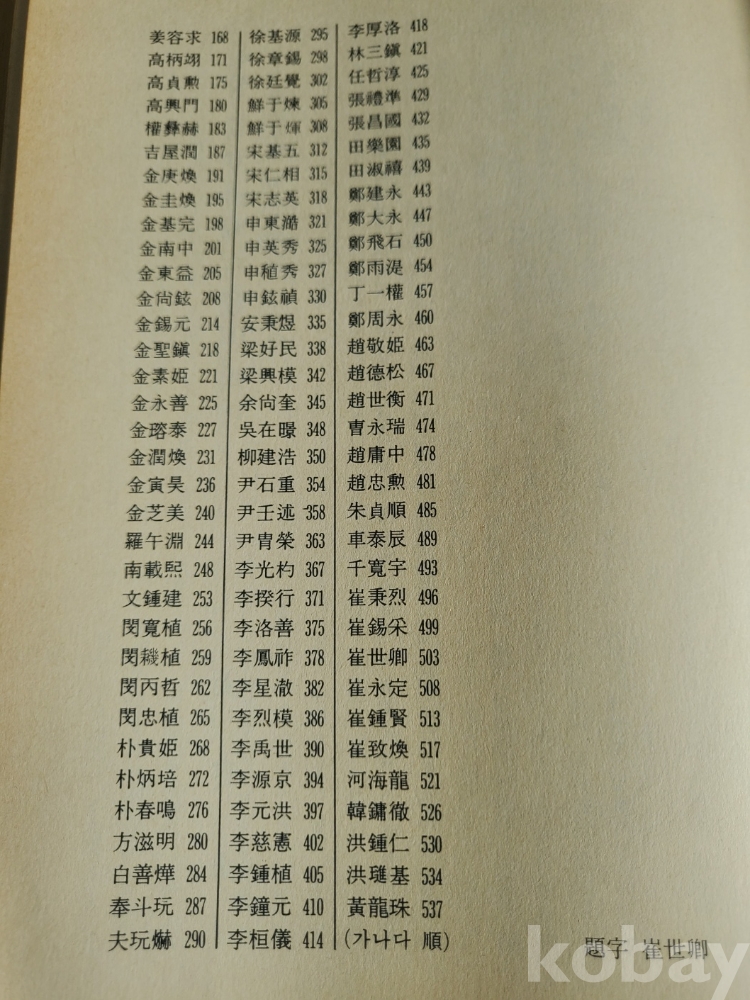 姜容求 168
高柄翊 171
高貞勲 175
高興門 180
權彝赫 183
吉屋潤 187
金庚煥 191
金圭煥 195
金基完 198
金南中 201
金東益 205
金尙鉉 208
金錫元 214
金聖鎭 218
金素姫 221
金永善 225
金瑢泰 227
金潤煥 231
金寅昊 236
金芝美 240
羅午淵 244
南載熙 248
文鍾建 253
閔寬植 256
閔機植 259
閔丙哲 262
閔忠植 265
朴貴姫 268
朴炳培 272
朴春鳴 276
方滋明 280
白善燁 284
奉斗玩 287
夫玩爀 290
徐基源 295
徐章錫 298
徐廷覺 302
鮮于煉 305
鮮于煇 308
宋基五 312
宋仁相 315
宋志英 318
申東澔 321
申英秀 325
申稙秀 327
申鉉禎 330
安秉煜 335
梁好民 338
梁興模 342
余尙奎 345
吳在暻 348
柳建浩 350
尹石重 354
尹壬述 358
尹胄榮 363
李光杓 367
李揆行 371
李洛善 375
李鳳祚 378
李星澈 382
李烈模 386
李禹世 390
李源京 394
李元洪 397
李慈憲 402
李鍾植 405
李鐘元 410
李桓儀 414
李厚洛 418
林三鎭 421
任哲淳 425
張禮準 429
張昌國 432
田樂園 435
田淑禧 439
鄭建永 443
鄭大永 447
鄭飛石 450
鄭雨湜 454
丁一權 457
鄭周永 460
趙敬姫 463
趙德松 467
趙世衡 471
曺永瑞 474
趙庸中 478
趙忠勲 481
朱貞順 485
車泰辰 489
千寬宇 493
崔秉烈 496
崔錫采 499
崔世卿 503
崔永定 508
崔鍾賢 513
崔致煥 517
河海龍 521
韓鏞徹 526
洪鍾仁 530
洪璡基 534
黃龍珠 537
(가나다 順)
題字 崔世卿
kobay